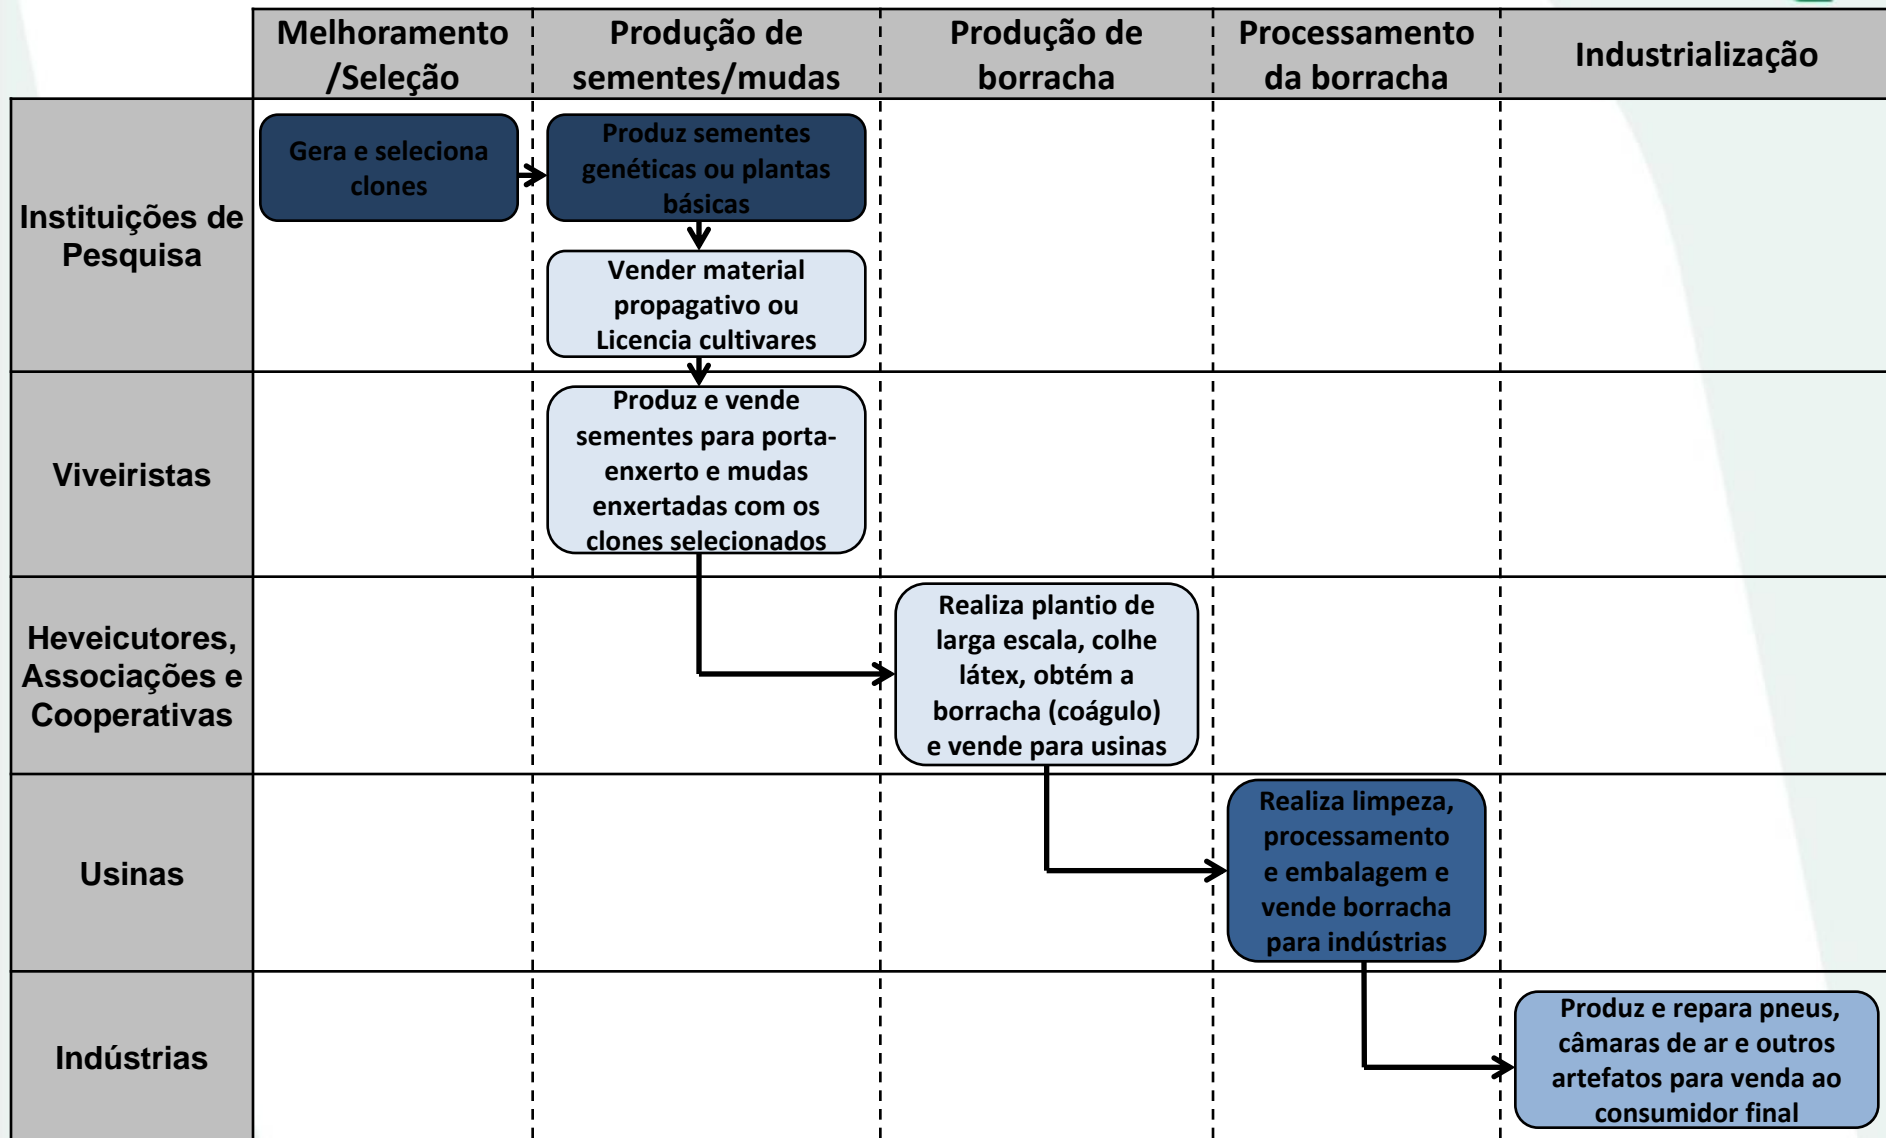 Melhoramento
/Seleção
Produção de
sementes/mudas
Produção de
borracha
Processamento
da borracha
Industrialização
Instituições de
Pesquisa
Gera e seleciona
clones
Produz sementes
genéticas ou plantas
básicas
Vender material
propagativo ou
Licencia cultivares
Viveiristas
Produz e vende
sementes para porta-
enxerto e mudas
enxertadas com os
clones selecionados
Heveicutores,
Associações e
Cooperativas
Realiza plantio de
larga escala, colhe
látex, obtém a
borracha (coágulo)
e vende para usinas
Usinas
Realiza limpeza,
processamento
e embalagem e
vende borracha
para indústrias
Indústrias
Produz e repara pneus,
câmaras de ar e outros
artefatos para venda ao
consumidor final